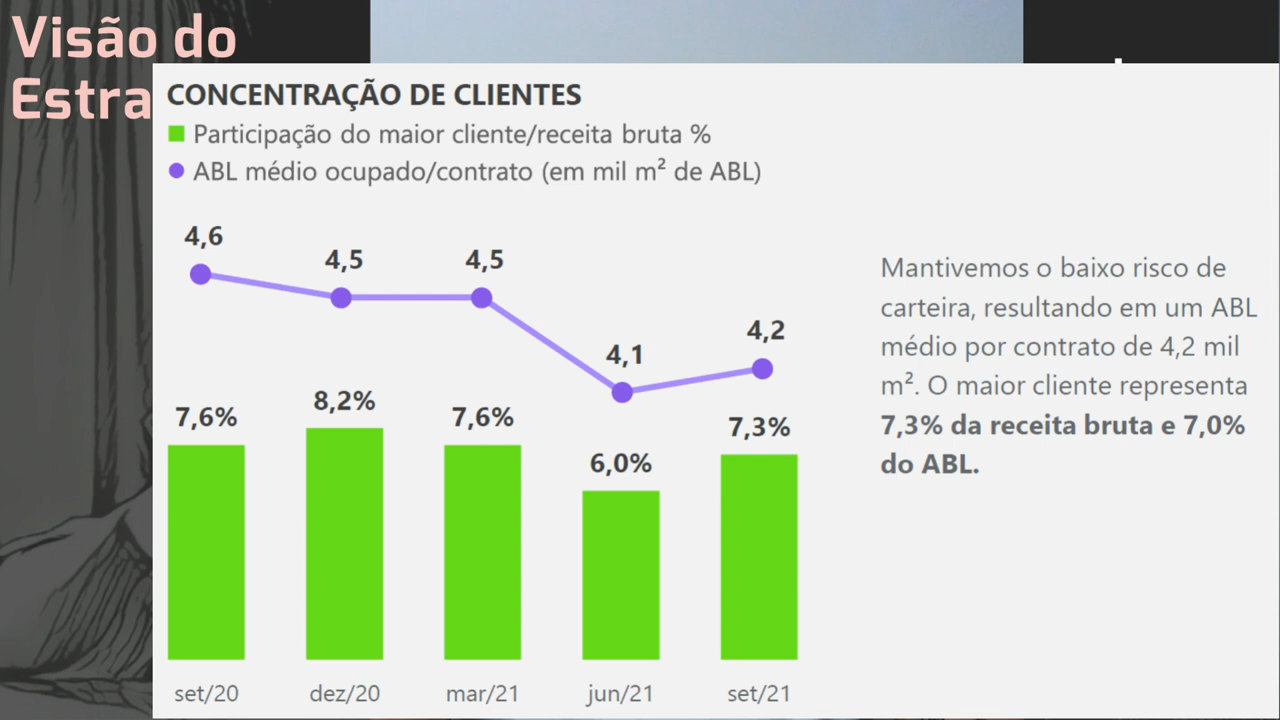 Visão do
Estra
CONCENTRAÇÃO DE CLIENTES
Participação do maior cliente/receita bruta %
ABL médio ocupado/contrato (em mil m² de ABL)
4,6
4,5
4,5
4,1
4,2
7,6%
8,2%
7,6%
6,0%
7,3%
set/20
dez/20
mar/21
jun/21
set/21
Mantivemos o baixo risco de
carteira, resultando em um ABL
médio por contrato de 4,2 mil
m². O maior cliente representa
7,3% da receita bruta e 7,0%
do ABL.